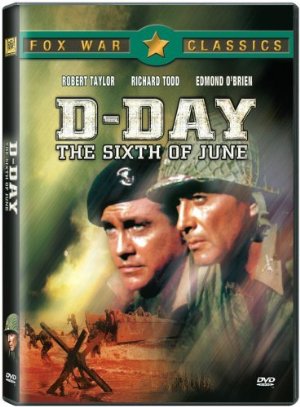 FOX WAR CLASSICS
ROBERT TAYLOR RICHARD TODD EDMOND O'BRIEN
D-DAY
THE SIXTH OF JUNE
DVD
D-DAY
THE SIXTH OF JUNE
DVD